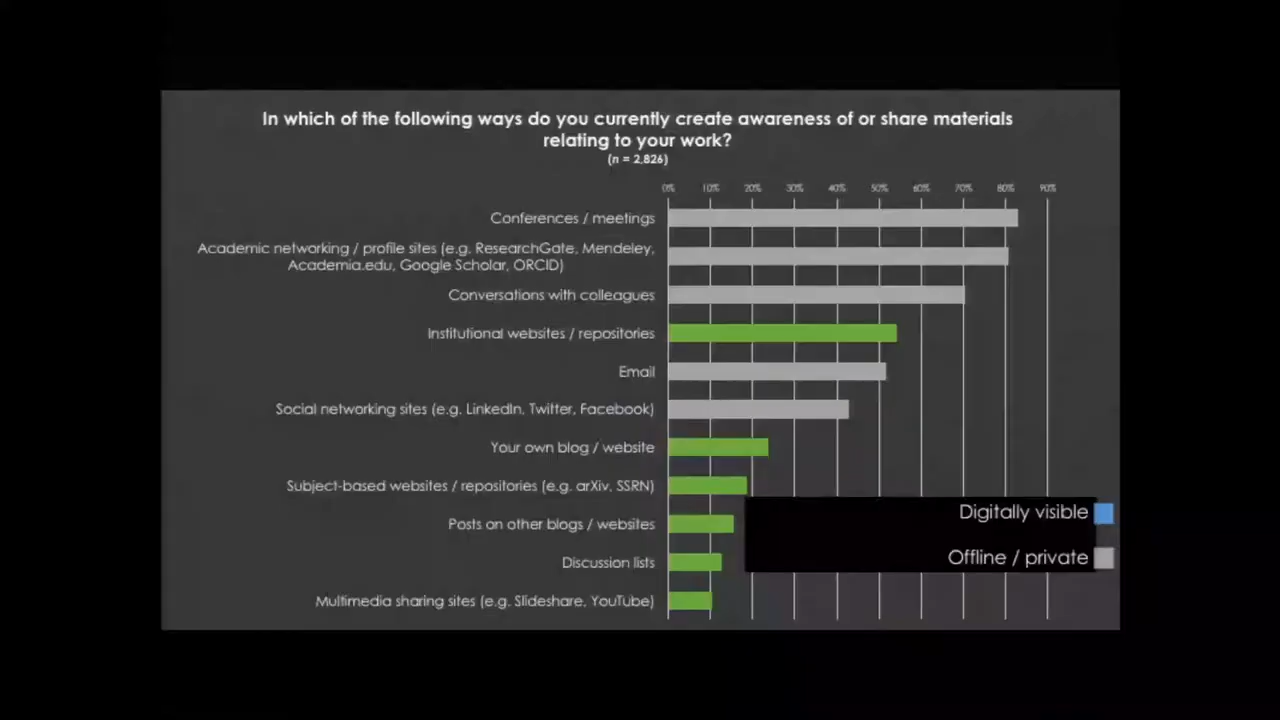 In which of the following ways do you currently create awareness of or share materials
relating to your work?
(n = 2,826)
0% 10% 20% 30% 40% 50% 60% 70% 80% 90%
Conferences / meetings
Academic networking / profile sites (e.g. ResearchGate, Mendeley,
Academia.edu, Google Scholar, ORCID)
Conversations with colleagues
Institutional websites / repositories
Email
Social networking sites (e.g. LinkedIn, Twitter, Facebook)
Your own blog / website
Subject-based websites / repositories (e.g. arXiv, SSRN)
Posts on other blogs / websites
Discussion lists
Multimedia sharing sites (e.g. Slideshare, YouTube)
Digitally visible
Offline / private